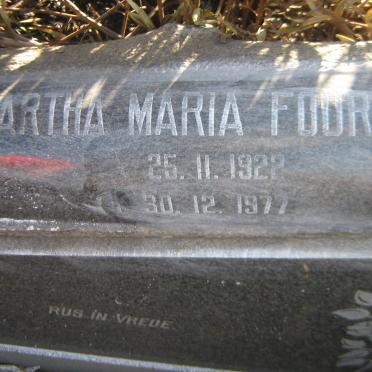 ARTHA MARIA FOUR
25. 11. 1922
30. 12. 1977
RUS IN VREDE